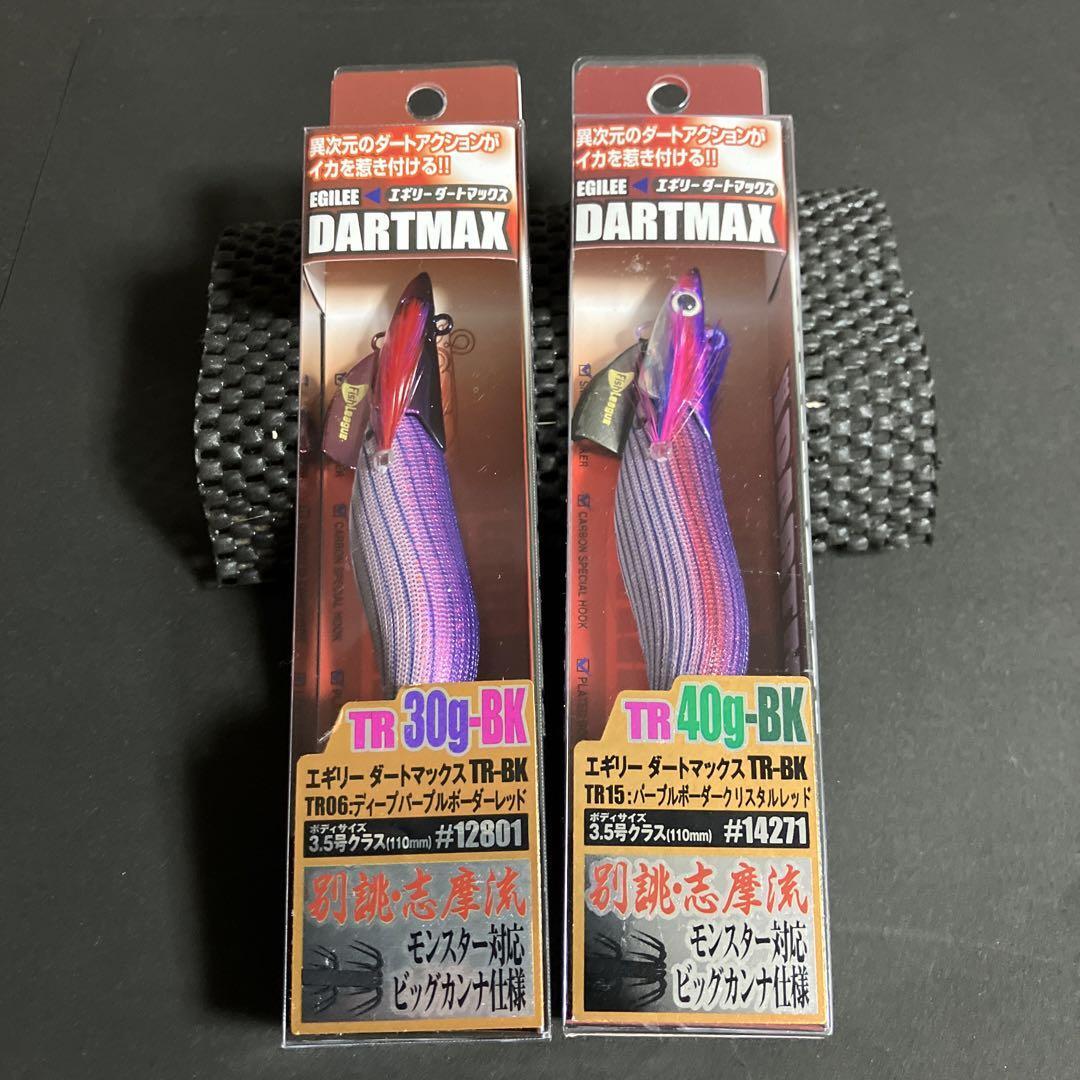 異次元のダートアクションが
イカを惹き付ける!!
EGILEE エギリーダートマックス
DARTMAX
Fish League
CARBON SPECIAL HOOK
TR 30g-BK
エギリー ダートマックス TR-BK
TR06:ディープパープルボーダーレッド
ボディサイズ
3.5号クラス(110mm) #12801
別誂・志摩流
モンスター対応
ビッグカンナ仕様
異次元のダートアクションが
イカを惹き付ける!!
EGILEE エギリーダートマックス
DARTMAX
Fish League
CARBON SPECIAL HOOK
TR 40g-BK
エギリー ダートマックス TR-BK
TR15:パープルボーダークリスタルレッド
ボディサイズ
3.5号クラス(110mm) #14271
別誂・志摩流
モンスター対応
ビッグカンナ仕様